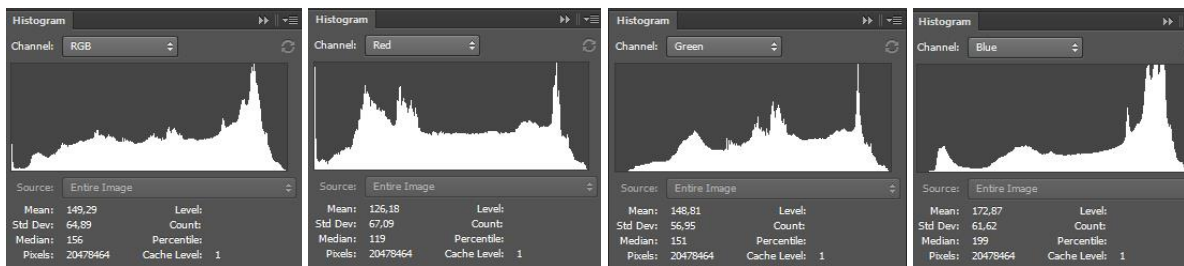 Histogram
Channel: RGB
Source: Entire Image
Mean: 149,29 Level:
Std Dev: 64,89 Count:
Median: 156 Percentile:
Pixels: 20478464 Cache Level: 1
Histogram
Channel: Red
Source: Entire Image
Mean: 126,18 Level:
Std Dev: 67,09 Count:
Median: 119 Percentile:
Pixels: 20478464 Cache Level: 1
Histogram
Channel: Green
Source: Entire Image
Mean: 148,81 Level:
Std Dev: 56,95 Count:
Median: 151 Percentile:
Pixels: 20478464 Cache Level: 1
Histogram
Channel: Blue
Source: Entire Image
Mean: 172,87 Level:
Std Dev: 61,62 Count:
Median: 199 Percentile:
Pixels: 20478464 Cache Level: 1